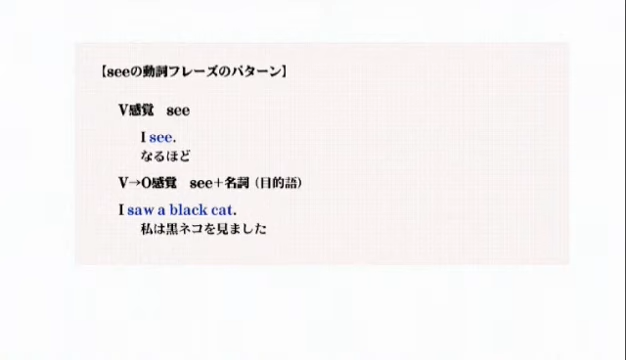 【seeの動詞フレーズのパターン】
V感覚　see
I see.
なるほど
V→O感覚　see＋名詞（目的語）
I saw a black cat.
私は黒ネコを見ました